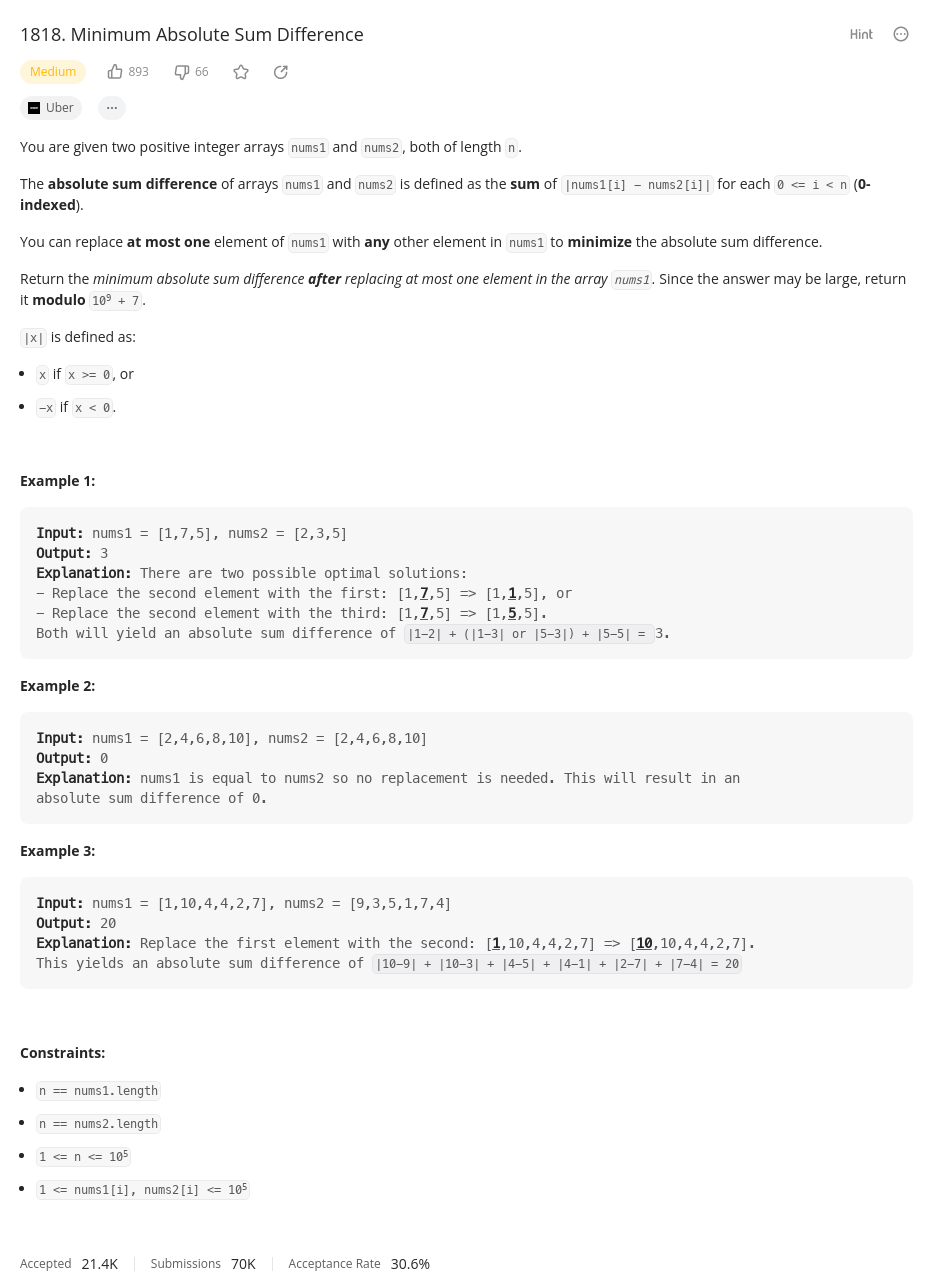 1818. Minimum Absolute Sum Difference
Hint
Medium
893
66
Uber
You are given two positive integer arrays nums1 and nums2, both of length n.
The absolute sum difference of arrays nums1 and nums2 is defined as the sum of |nums1[i] – nums2[i]| for each 0 <= i < n (0-
indexed).
You can replace at most one element of nums1 with any other element in nums1 to minimize the absolute sum difference.
Return the minimum absolute sum difference after replacing at most one element in the array nums1. Since the answer may be large, return
it modulo 10⁹ + 7.
|x| is defined as:
• x if x >= 0, or
• –x if x < 0.
Example 1:
Input: nums1 = [1,7,5], nums2 = [2,3,5]
Output: 3
Explanation: There are two possible optimal solutions:
– Replace the second element with the first: [1,7,5] => [1,1,5], or
– Replace the second element with the third: [1,7,5] => [1,5,5].
Both will yield an absolute sum difference of |1–2| + (|1–3| or |5–3|) + |5–5| = 3.
Example 2:
Input: nums1 = [2,4,6,8,10], nums2 = [2,4,6,8,10]
Output: 0
Explanation: nums1 is equal to nums2 so no replacement is needed. This will result in an
absolute sum difference of 0.
Example 3:
Input: nums1 = [1,10,4,4,2,7], nums2 = [9,3,5,1,7,4]
Output: 20
Explanation: Replace the first element with the second: [1,10,4,4,2,7] => [10,10,4,4,2,7].
This yields an absolute sum difference of |10–9| + |10–3| + |4–5| + |4–1| + |2–7| + |7–4| = 20
Constraints:
• n == nums1.length
• n == nums2.length
• 1 <= n <= 10⁵
• 1 <= nums1[i], nums2[i] <= 10⁵
Accepted 21.4K Submissions 70K Acceptance Rate 30.6%